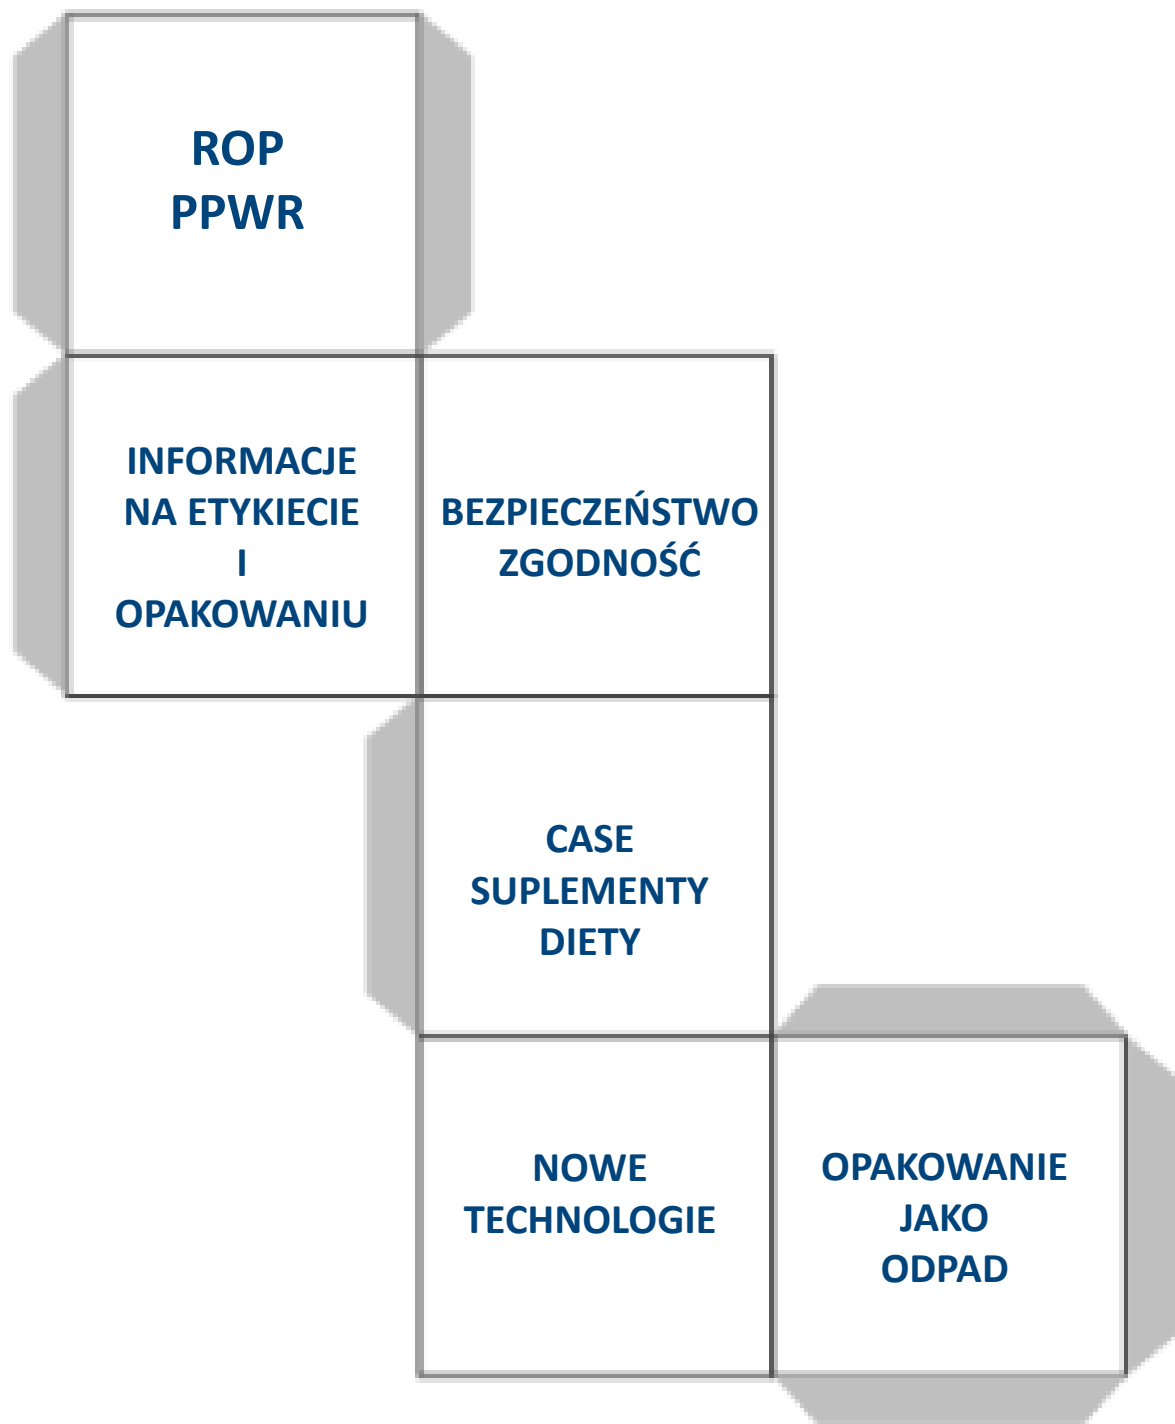 ROP
PPWR
INFORMACJE
NA ETYKIECIE
I
OPAKOWANIU
BEZPIECZEŃSTWO
ZGODNOŚĆ
CASE
SUPLEMENTY
DIETY
NOWE
TECHNOLOGIE
OPAKOWANIE
JAKO
ODPAD